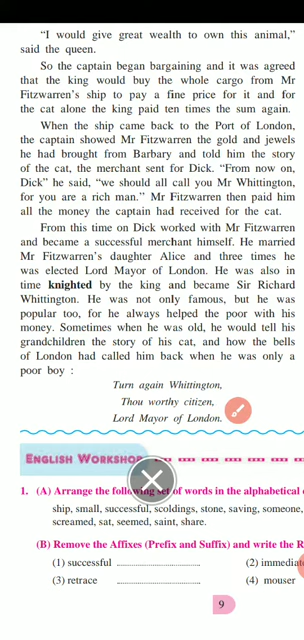 “I would give great wealth to own this animal,”
said the queen.
So the captain began bargaining and it was agreed
that the king would buy the whole cargo from Mr
Fitzwarren's ship to pay a fine price for it and for
the cat alone the king paid ten times the sum again.
When the ship came back to the Port of London,
the captain showed Mr Fitzwarren the gold and jewels
he had brought from Barbary and told him the story
of the cat, the merchant sent for Dick. “From now on,
Dick” he said, “we should all call you Mr Whittington,
for you are a rich man.” Mr Fitzwarren then paid him
all the money the captain had received for the cat.
From this time on Dick worked with Mr Fitzwarren
and became a successful merchant himself. He married
Mr Fitzwarren's daughter Alice and three times he
was elected Lord Mayor of London. He was also in
time knighted by the king and became Sir Richard
Whittington. He was not only famous, but he was
popular too, for he always helped the poor with his
money. Sometimes when he was old, he would tell his
grandchildren the story of his cat, and how the bells
of London had called him back when he was only a
poor boy :
Turn again Whittington,
Thou worthy citizen,
Lord Mayor of London.
ENGLISH WORKSHOP
1. (A) Arrange the following set of words in the alphabetical
ship, small, successful, scoldings, stone, saving, someone,
screamed, sat, seemed, saint, share.
(B) Remove the Affixes (Prefix and Suffix) and write the R
(1) successful ........................... (2) immediat
(3) retrace ........................... (4) mouser
9